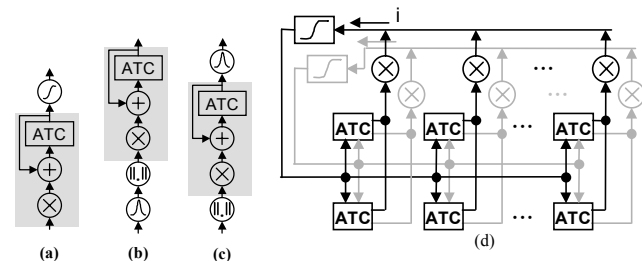 ATC
(a)
ATC
||.||
(b)
ATC
||.||
(c)
i
...
...
ATC ATC ... ATC
ATC ATC ... ATC
(d)